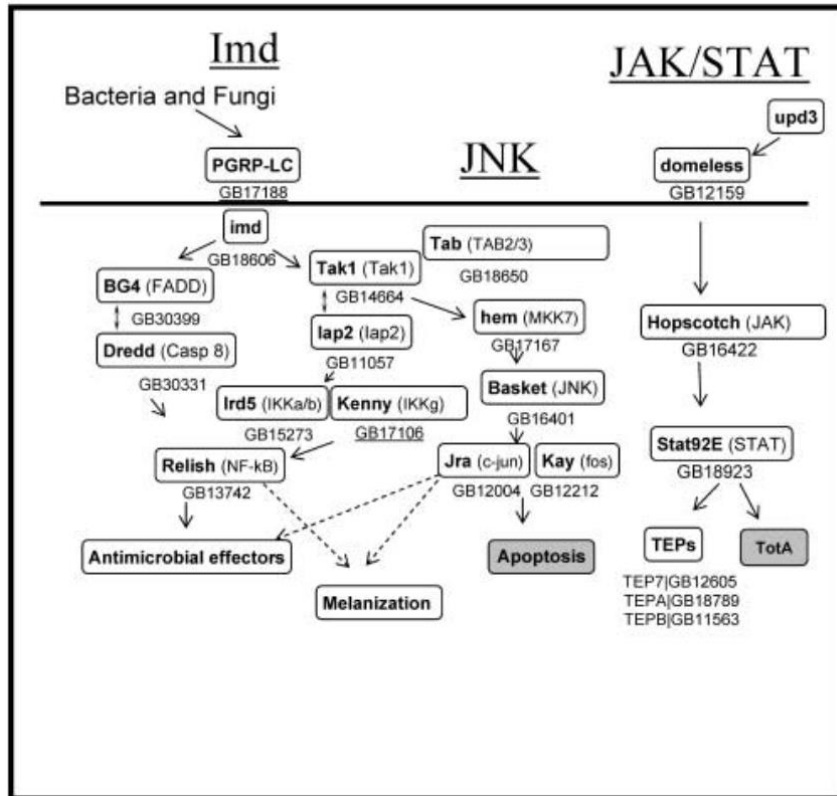 Imd
JAK/STAT
Bacteria and Fungi
upd3
PGRP-LC
JNK
domeless
GB17188
GB12159
imd
Tab (TAB2/3)
GB18606
Tak1 (Tak1)
GB18650
BG4 (FADD)
GB14664
GB30399
hem (MKK7)
Hopscotch (JAK)
Iap2 (Iap2)
GB17167
GB16422
Dredd (Casp 8)
GB11057
GB30331
Basket (JNK)
Ird5 (IKKa/b)
Kenny (IKKg)
GB16401
GB15273
GB17106
Stat92E (STAT)
Relish (NF-kB)
Jra (c-jun)
Kay (fos)
GB18923
GB13742
GB12004
GB12212
Antimicrobial effectors
Apoptosis
TEPs
TotA
TEP7|GB12605
Melanization
TEPA|GB18789
TEPB|GB11563